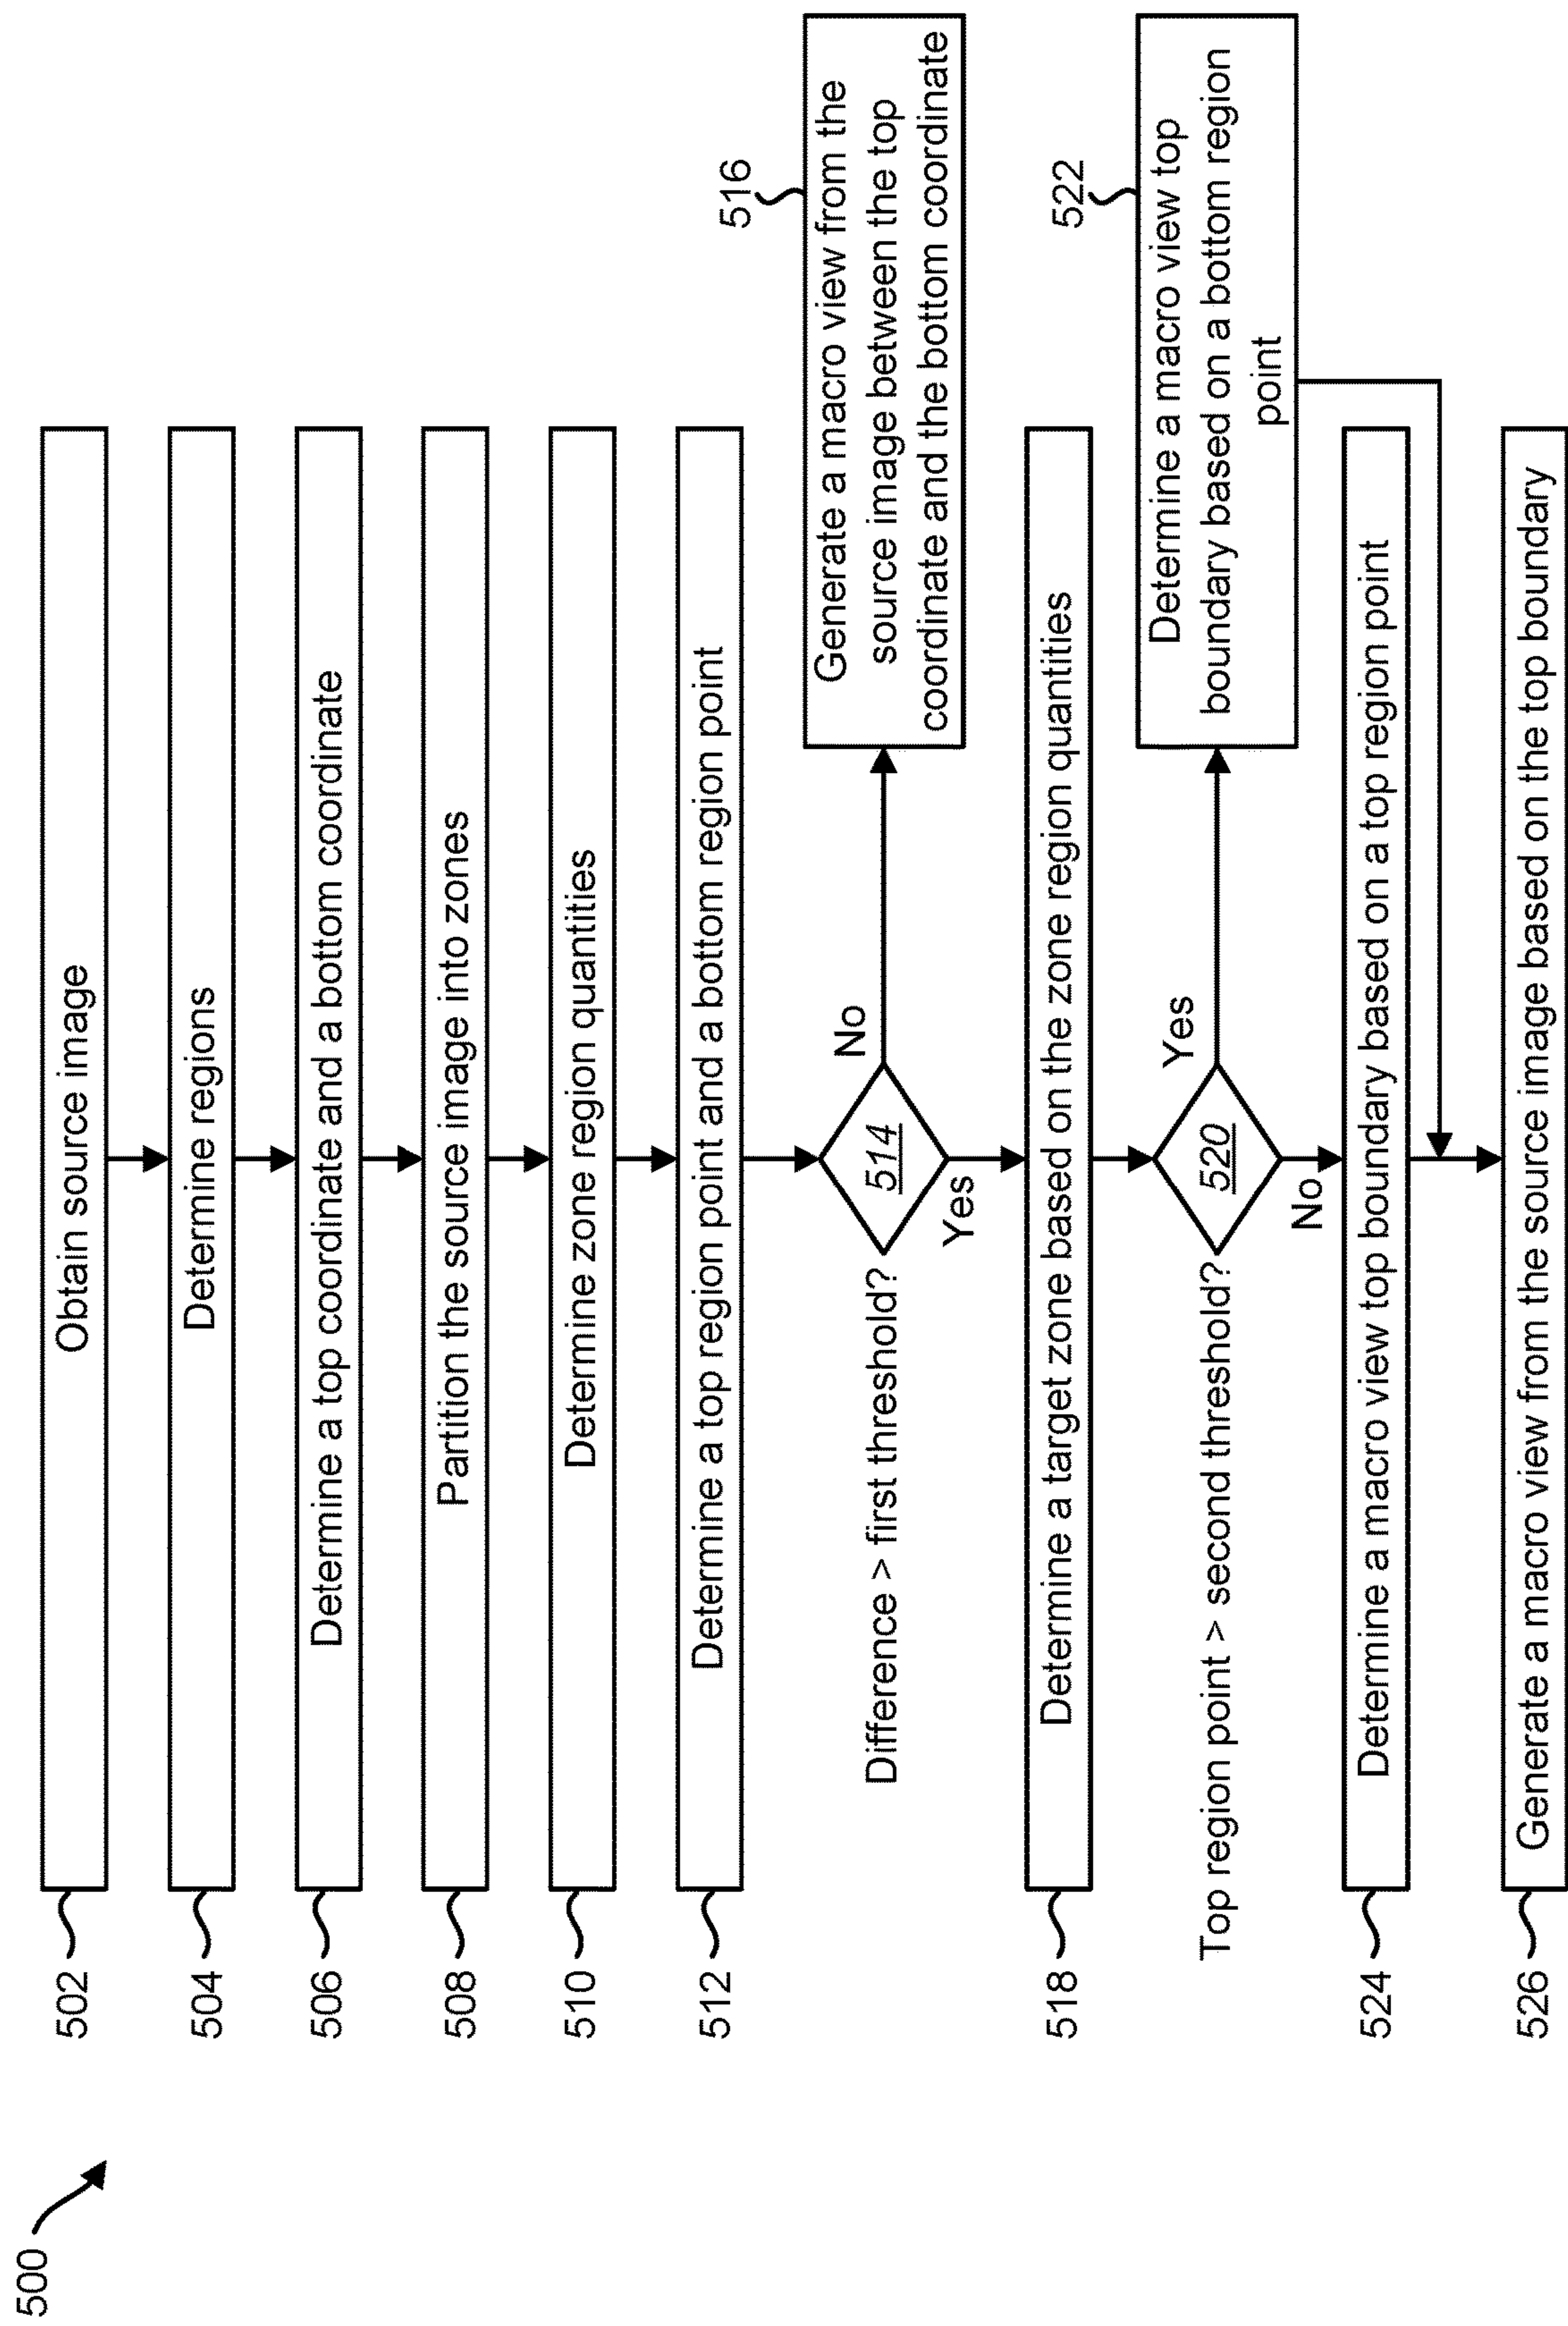 500
502
Obtain source image
504
Determine regions
506
Determine a top coordinate and a bottom coordinate
508
Partition the source image into zones
510
Determine zone region quantities
512
Determine a top region point and a bottom region point
Difference > first threshold?
514
No
Yes
516
Generate a macro view from the
source image between the top
coordinate and the bottom coordinate
518
Determine a target zone based on the zone region quantities
Top region point > second threshold?
520
Yes
No
522
Determine a macro view top
boundary based on a bottom region
point
524
Determine a macro view top boundary based on a top region point
526
Generate a macro view from the source image based on the top boundary